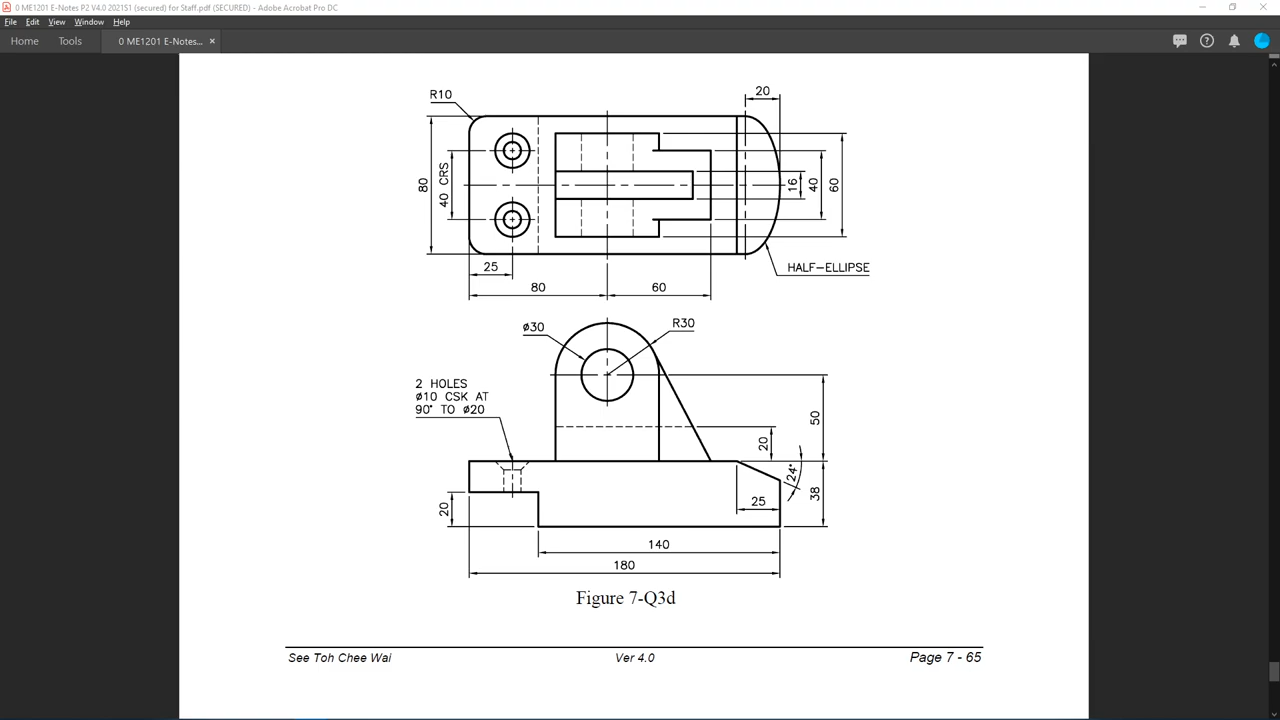 0 ME1201 E-Notes P2 V4.0 2021S1 (secured) for Staff.pdf (SECURED) - Adobe Acrobat Pro DC
File Edit View Window Help
Home Tools 0 ME1201 E-Notes... ×
R10
20
80
40 CRS
16
40
60
25
HALF-ELLIPSE
80
60
ø30
R30
2 HOLES
ø10 CSK AT
90° TO ø20
50
20
24°
38
25
20
140
180
Figure 7-Q3d
See Toh Chee Wai Ver 4.0 Page 7 - 65